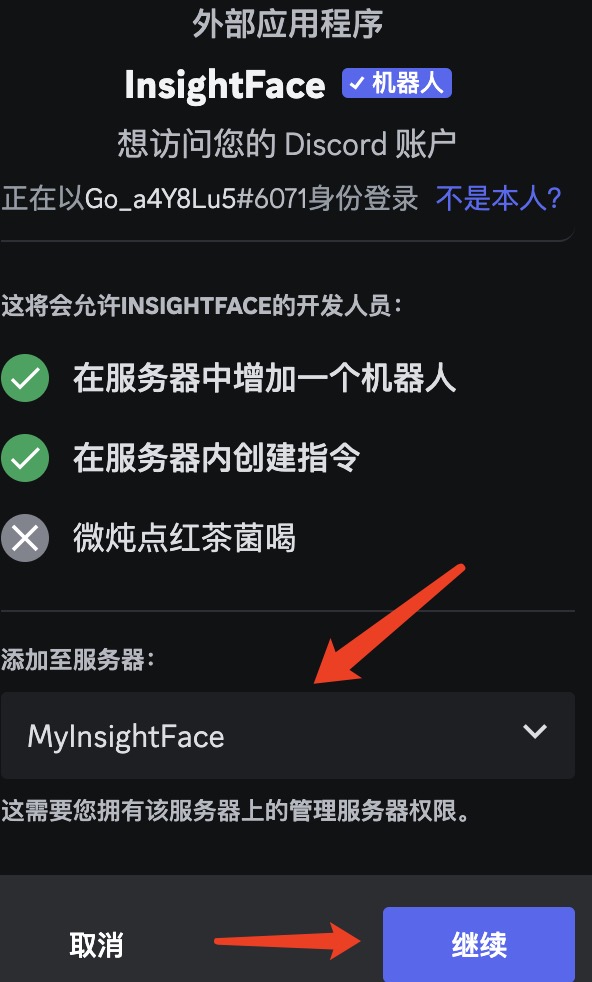 外部应用程序
InsightFace ✓ 机器人
想访问您的 Discord 账户
正在以Go_a4Y8Lu5#6071身份登录 不是本人?
这将会允许INSIGHTFACE的开发人员：
在服务器中增加一个机器人
在服务器内创建指令
微炖点红茶菌喝
添加至服务器：
MyInsightFace
这需要您拥有该服务器上的管理服务器权限。
取消 继续